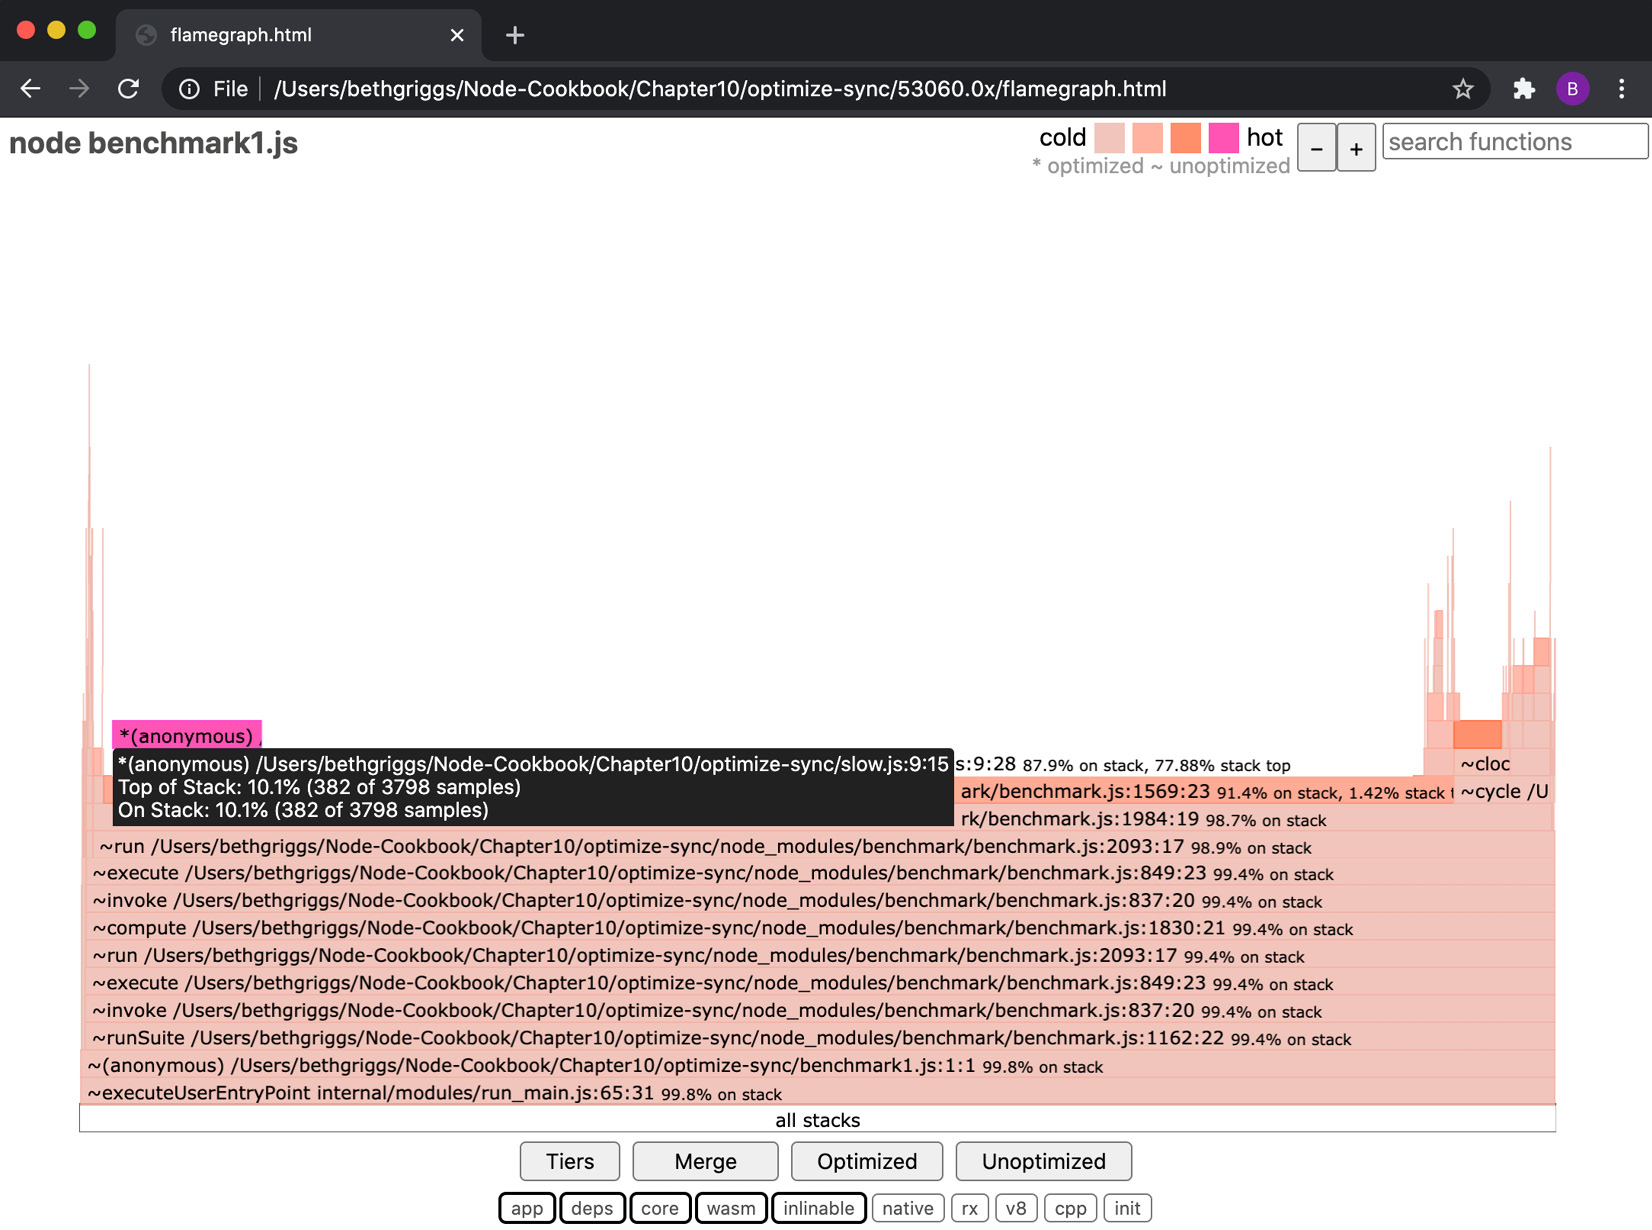 flamegraph.html
File /Users/bethgriggs/Node-Cookbook/Chapter10/optimize-sync/53060.0x/flamegraph.html
B
node benchmark1.js
cold hot
* optimized ~ unoptimized
− +
search functions
*(anonymous)
*(anonymous) /Users/bethgriggs/Node-Cookbook/Chapter10/optimize-sync/slow.js:9:15
Top of Stack: 10.1% (382 of 3798 samples)
On Stack: 10.1% (382 of 3798 samples)
s:9:28 87.9% on stack, 77.88% stack top
~cloc
ark/benchmark.js:1569:23 91.4% on stack, 1.42% stack t
~cycle /U
rk/benchmark.js:1984:19 98.7% on stack
~run /Users/bethgriggs/Node-Cookbook/Chapter10/optimize-sync/node_modules/benchmark/benchmark.js:2093:17 98.9% on stack
~execute /Users/bethgriggs/Node-Cookbook/Chapter10/optimize-sync/node_modules/benchmark/benchmark.js:849:23 99.4% on stack
~invoke /Users/bethgriggs/Node-Cookbook/Chapter10/optimize-sync/node_modules/benchmark/benchmark.js:837:20 99.4% on stack
~compute /Users/bethgriggs/Node-Cookbook/Chapter10/optimize-sync/node_modules/benchmark/benchmark.js:1830:21 99.4% on stack
~run /Users/bethgriggs/Node-Cookbook/Chapter10/optimize-sync/node_modules/benchmark/benchmark.js:2093:17 99.4% on stack
~execute /Users/bethgriggs/Node-Cookbook/Chapter10/optimize-sync/node_modules/benchmark/benchmark.js:849:23 99.4% on stack
~invoke /Users/bethgriggs/Node-Cookbook/Chapter10/optimize-sync/node_modules/benchmark/benchmark.js:837:20 99.4% on stack
~runSuite /Users/bethgriggs/Node-Cookbook/Chapter10/optimize-sync/node_modules/benchmark/benchmark.js:1162:22 99.4% on stack
~(anonymous) /Users/bethgriggs/Node-Cookbook/Chapter10/optimize-sync/benchmark1.js:1:1 99.8% on stack
~executeUserEntryPoint internal/modules/run_main.js:65:31 99.8% on stack
all stacks
Tiers Merge Optimized Unoptimized
app deps core wasm inlinable native rx v8 cpp init